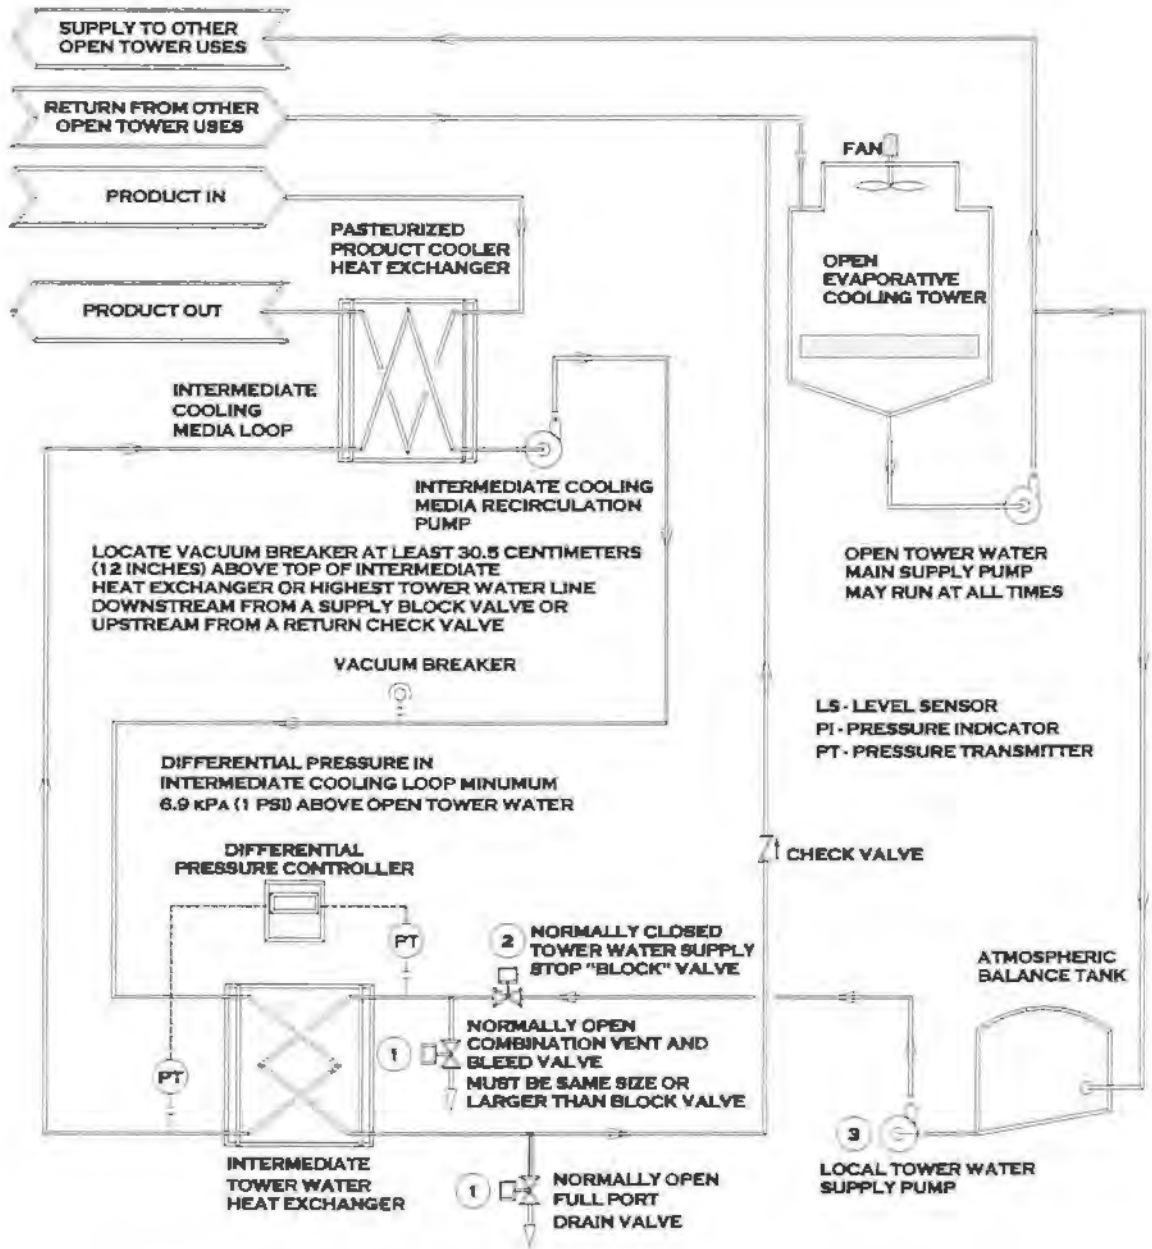 SUPPLY TO OTHER
OPEN TOWER USES
RETURN FROM OTHER
OPEN TOWER USES
FAN
PRODUCT IN
PASTEURIZED
PRODUCT COOLER
HEAT EXCHANGER
OPEN
EVAPORATIVE
COOLING TOWER
PRODUCT OUT
INTERMEDIATE
COOLING
MEDIA LOOP
INTERMEDIATE COOLING
MEDIA RECIRCULATION
PUMP
OPEN TOWER WATER
MAIN SUPPLY PUMP
MAY RUN AT ALL TIMES
LOCATE VACUUM BREAKER AT LEAST 30.5 CENTIMETERS
(12 INCHES) ABOVE TOP OF INTERMEDIATE
HEAT EXCHANGER OR HIGHEST TOWER WATER LINE
DOWNSTREAM FROM A SUPPLY BLOCK VALVE OR
UPSTREAM FROM A RETURN CHECK VALVE
VACUUM BREAKER
LS - LEVEL SENSOR
PI - PRESSURE INDICATOR
PT - PRESSURE TRANSMITTER
DIFFERENTIAL PRESSURE IN
INTERMEDIATE COOLING LOOP MINUMUM
6.9 KPA (1 PSI) ABOVE OPEN TOWER WATER
DIFFERENTIAL
PRESSURE CONTROLLER
CHECK VALVE
PT
2
NORMALLY CLOSED
TOWER WATER SUPPLY
STOP "BLOCK" VALVE
ATMOSPHERIC
BALANCE TANK
PT
1
NORMALLY OPEN
COMBINATION VENT AND
BLEED VALVE
MUST BE SAME SIZE OR
LARGER THAN BLOCK VALVE
3
LOCAL TOWER WATER
SUPPLY PUMP
INTERMEDIATE
TOWER WATER
HEAT EXCHANGER
1
NORMALLY OPEN
FULL PORT
DRAIN VALVE